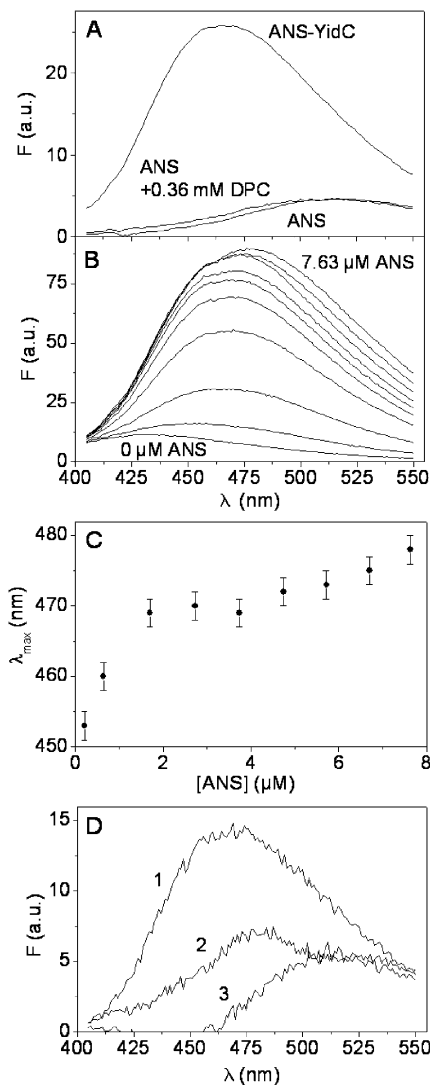 A
ANS-YidC
20
10
0
F (a.u.)
ANS
+0.36 mM DPC
ANS
B
7.63 µM ANS
75
50
25
0
F (a.u.)
0 µM ANS
400 425 450 475 500 525 550
λ (nm)
C
480
470
460
450
λmax (nm)
0 2 4 6 8
[ANS] (µM)
D
15
10
5
0
F (a.u.)
1
2
3
400 425 450 475 500 525 550
λ (nm)